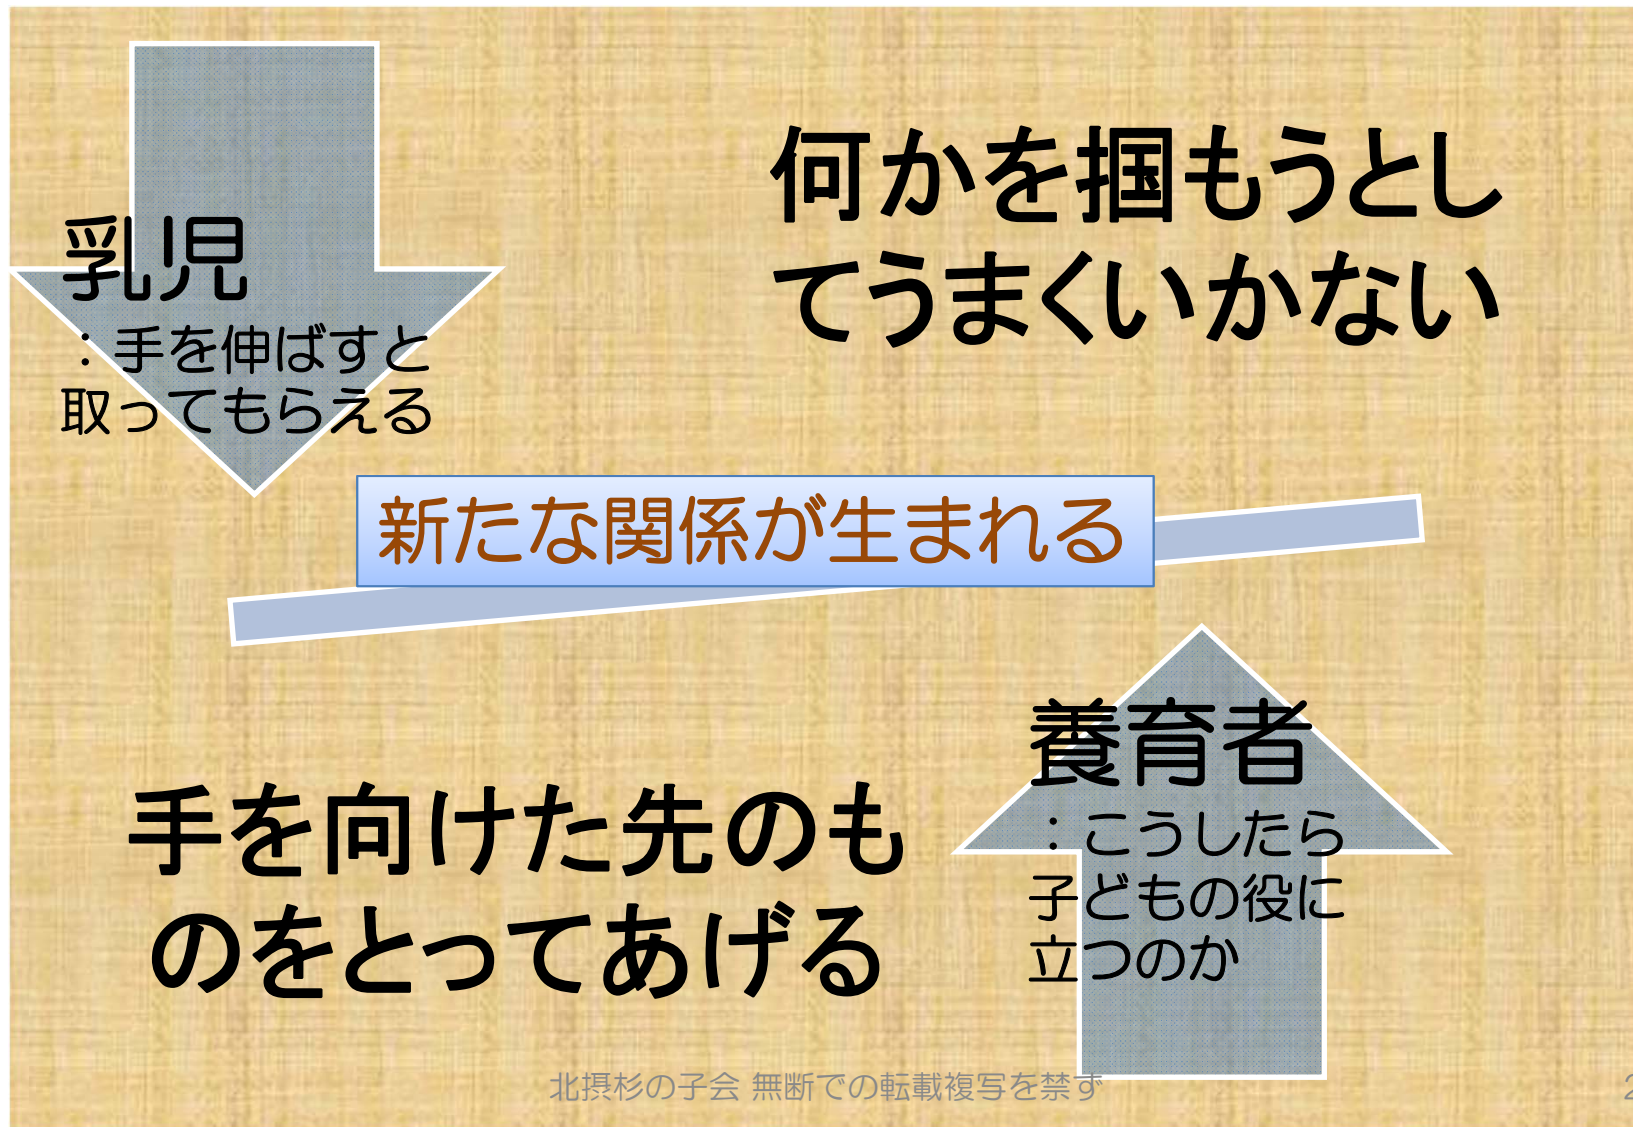 何かを掴もうとし
てうまくいかない
乳児
：手を伸ばすと
取ってもらえる
新たな関係が生まれる
養育者
：こうしたら
子どもの役に
立つのか
手を向けた先のも
のをとってあげる
北摂杉の子会 無断での転載複写を禁ず
2